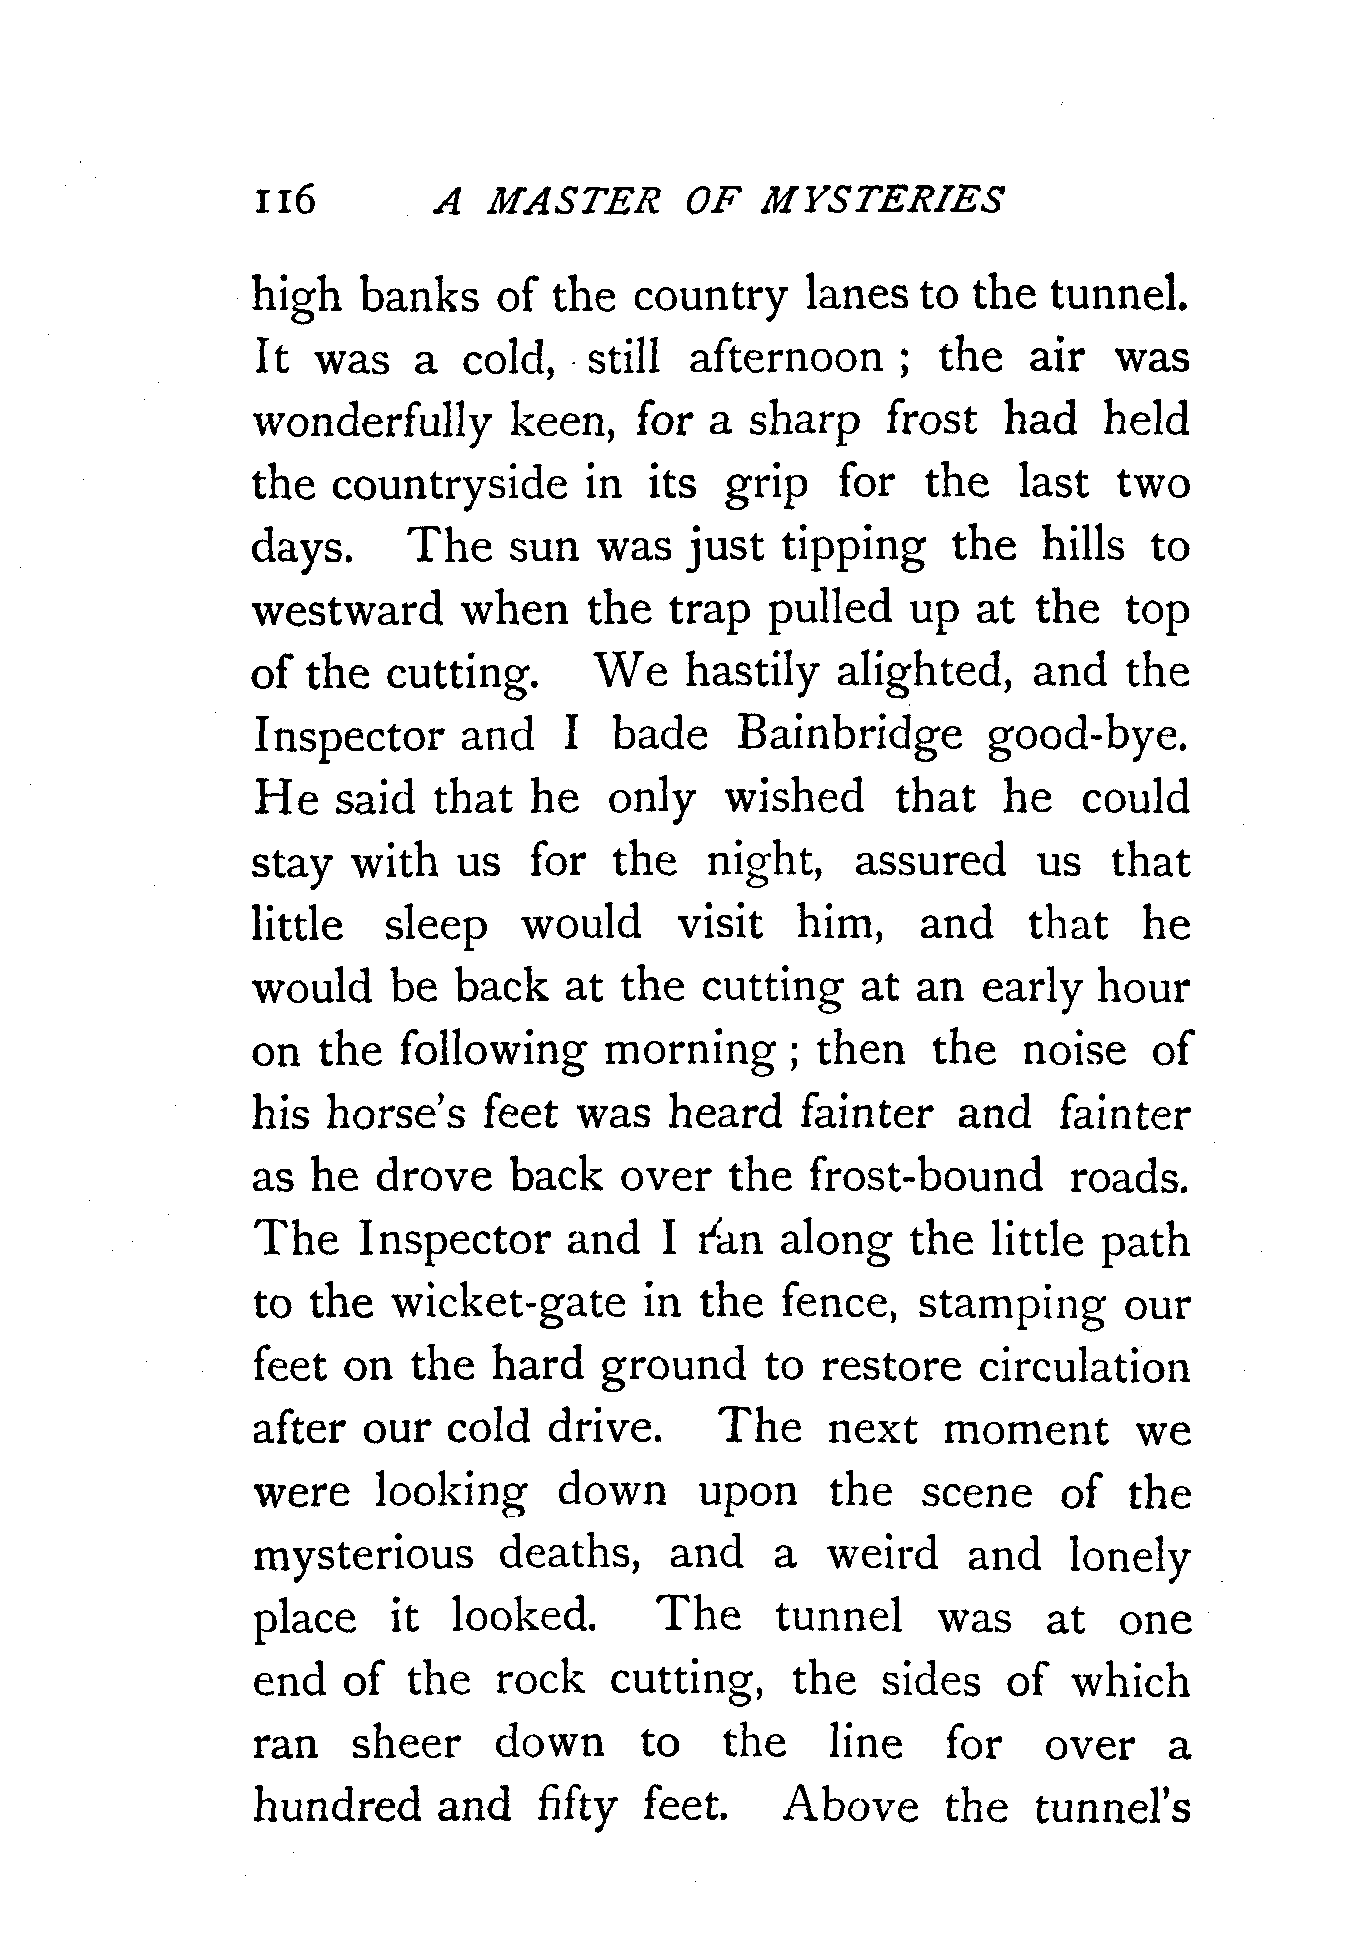 116 A MASTER OF MYSTERIES
high banks of the country lanes to the tunnel.
It was a cold, still afternoon ; the air was
wonderfully keen, for a sharp frost had held
the countryside in its grip for the last two
days. The sun was just tipping the hills to
westward when the trap pulled up at the top
of the cutting. We hastily alighted, and the
Inspector and I bade Bainbridge good-bye.
He said that he only wished that he could
stay with us for the night, assured us that
little sleep would visit him, and that he
would be back at the cutting at an early hour
on the following morning ; then the noise of
his horse's feet was heard fainter and fainter
as he drove back over the frost-bound roads.
The Inspector and I ran along the little path
to the wicket-gate in the fence, stamping our
feet on the hard ground to restore circulation
after our cold drive. The next moment we
were looking down upon the scene of the
mysterious deaths, and a weird and lonely
place it looked. The tunnel was at one
end of the rock cutting, the sides of which
ran sheer down to the line for over a
hundred and fifty feet. Above the tunnel's